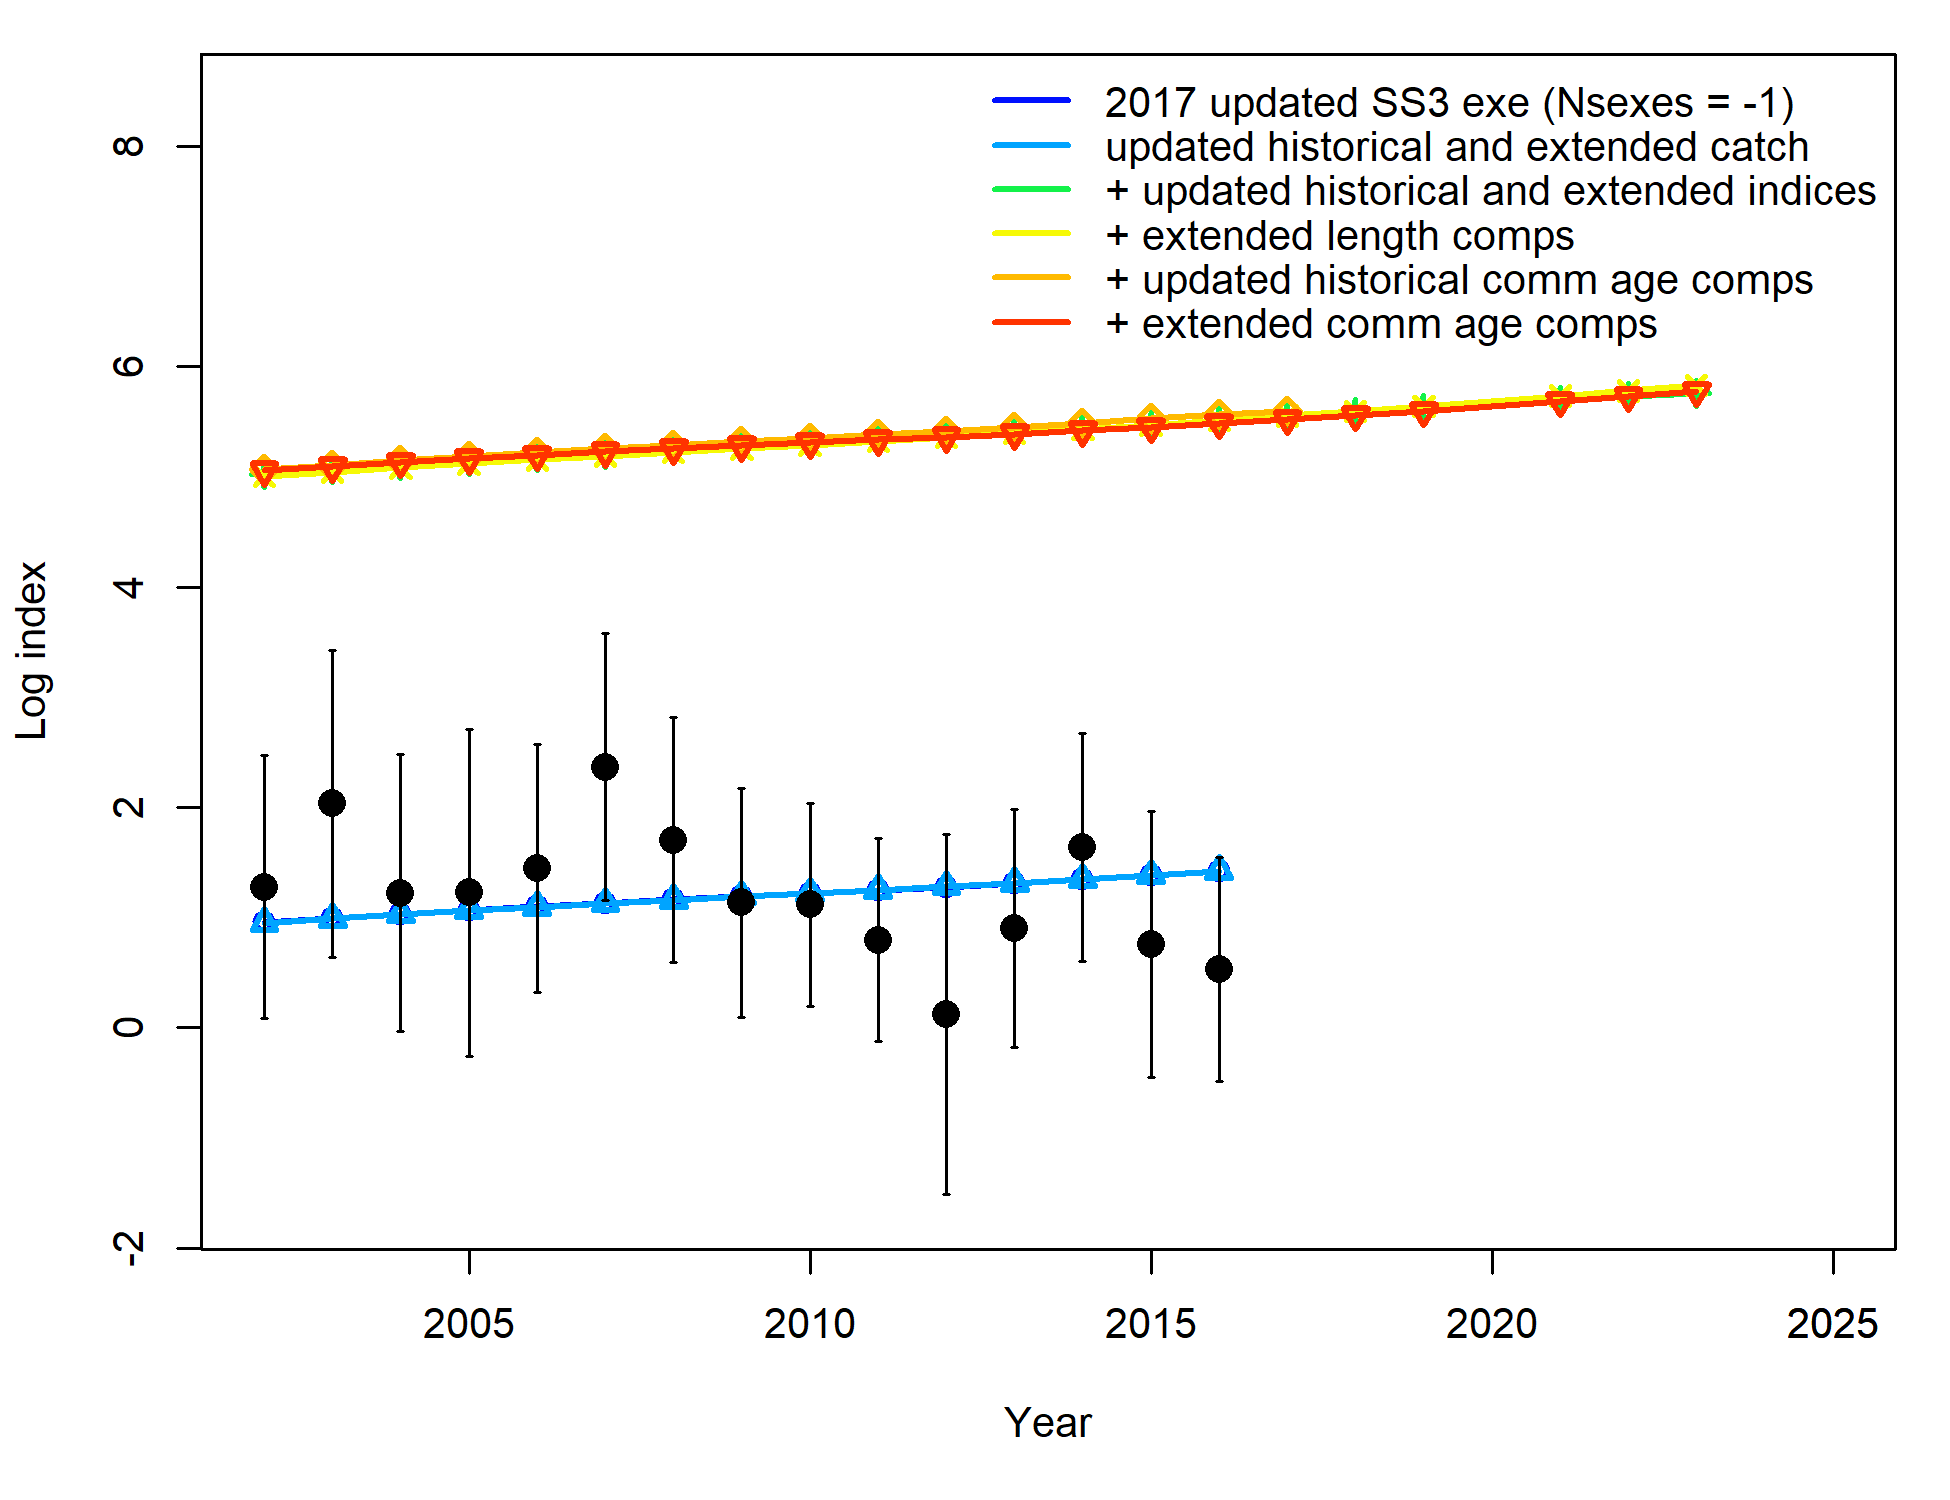 2017 updated SS3 exe (Nsexes = -1)
updated historical and extended catch
+ updated historical and extended indices
+ extended length comps
+ updated historical comm age comps
+ extended comm age comps
8
6
4
2
0
-2
Log index
2005 2010 2015 2020 2025
Year